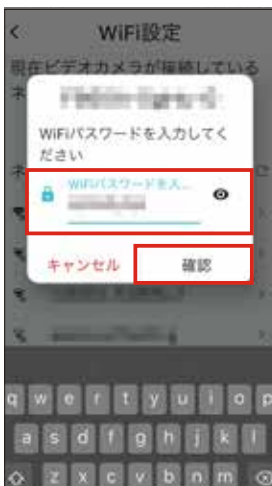 WiFi設定
現在ビデオカメラが接続している
ネ
WiFiパスワードを入力してく
ださい
WiFiパスワードを入...
キャンセル 確認
q w e r t y u i o p
a s d f g h j k l
z x c v b n m